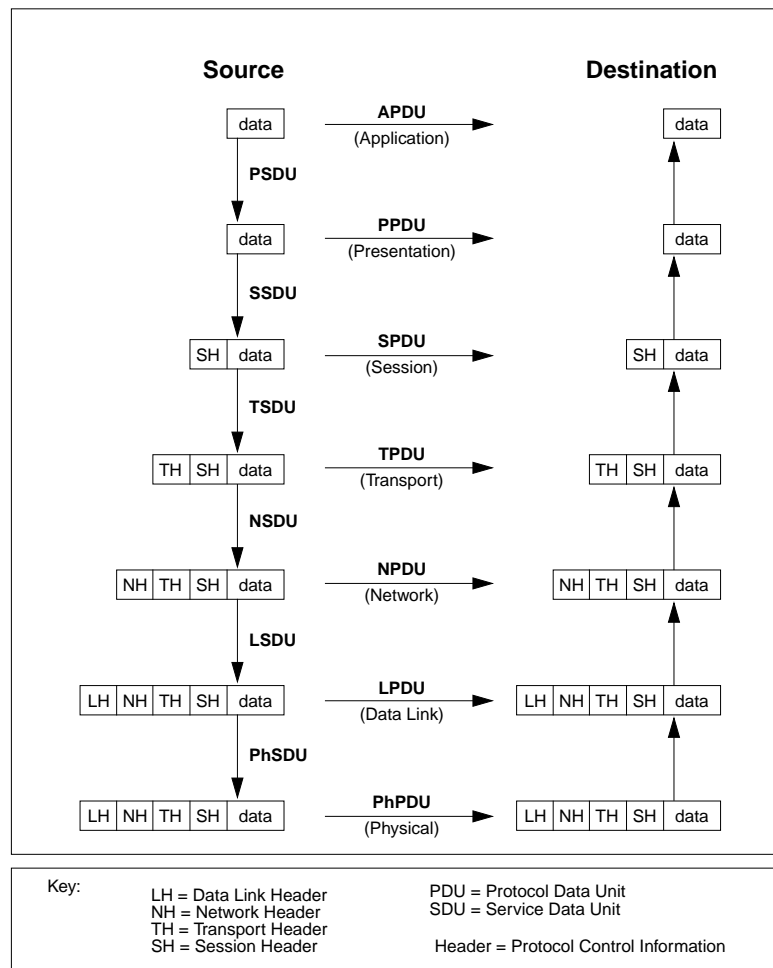 Source Destination
data APDU data
(Application)
PSDU
data PPDU data
(Presentation)
SSDU
SH data SPDU SH data
(Session)
TSDU
TH SH data TPDU TH SH data
(Transport)
NSDU
NH TH SH data NPDU NH TH SH data
(Network)
LSDU
LH NH TH SH data LPDU LH NH TH SH data
(Data Link)
PhSDU
LH NH TH SH data PhPDU LH NH TH SH data
(Physical)
Key:
LH = Data Link Header PDU = Protocol Data Unit
NH = Network Header SDU = Service Data Unit
TH = Transport Header
SH = Session Header Header = Protocol Control Information